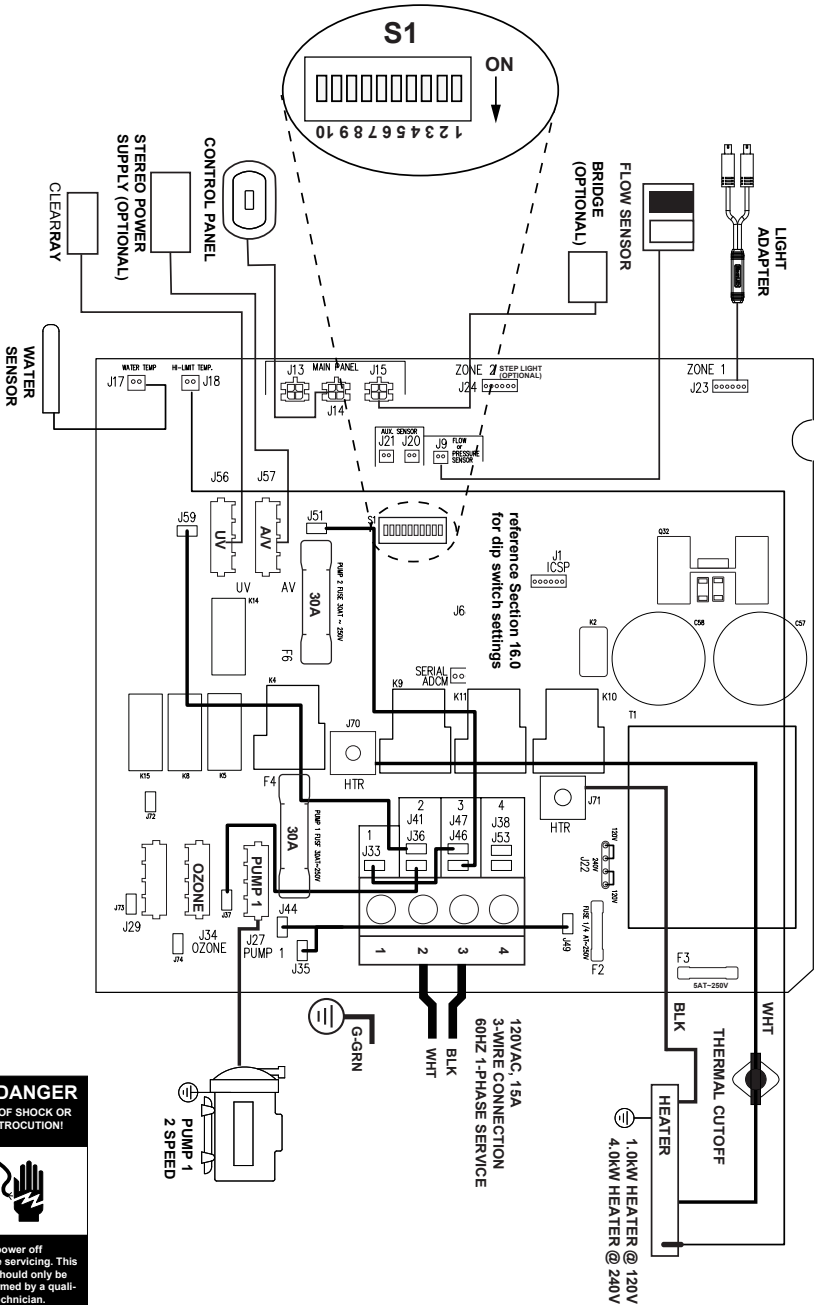 S1
ON
10 9 8 7 6 5 4 3 2 1
LIGHT
ADAPTER
FLOW SENSOR
BRIDGE
(OPTIONAL)
CONTROL PANEL
STEREO POWER
SUPPLY (OPTIONAL)
CLEARRAY
WATER
SENSOR
WATER TEMP
J17
HI-LIMIT TEMP.
J18
J13
MAIN PANEL
J14
J15
ZONE 2/
STEP LIGHT
(OPTIONAL)
J24
ZONE 1
J23
AUX. SENSOR
J21
J20
J9
FLOW
or
PRESSURE
SENSOR
J56
J57
J59
J51
S1
UV
A/V
UV
AV
30A
PUMP 2 FUSE 30AT ~ 250V
F6
K14
reference Section 16.0
for dip switch settings
J1
ICSP
J6
Q32
K2
C58
C57
SERIAL
ADCM
K4
K9
K11
K10
T1
J70
HTR
J71
HTR
K15
K8
K5
J72
F4
30A
PUMP 1 FUSE 30AT~250V
1
2
3
4
J33
J41
J36
J47
J46
J38
J53
120V
240V
120V
J22
FUSE 1/4 AT~250V
F2
J49
F3
5AT~250V
OZONE
PUMP 1
J73
J29
J34
OZONE
J74
J37
J27
PUMP 1
J44
J35
1
2
3
4
G-GRN
WHT
BLK
120VAC, 15A
3-WIRE CONNECTION
60HZ 1-PHASE SERVICE
BLK
WHT
THERMAL CUTOFF
HEATER
1.0kW HEATER @ 120V
4.0kW HEATER @ 240V
PUMP 1
2 SPEED
DANGER
OF SHOCK OR
power off
servicing. This
should only be